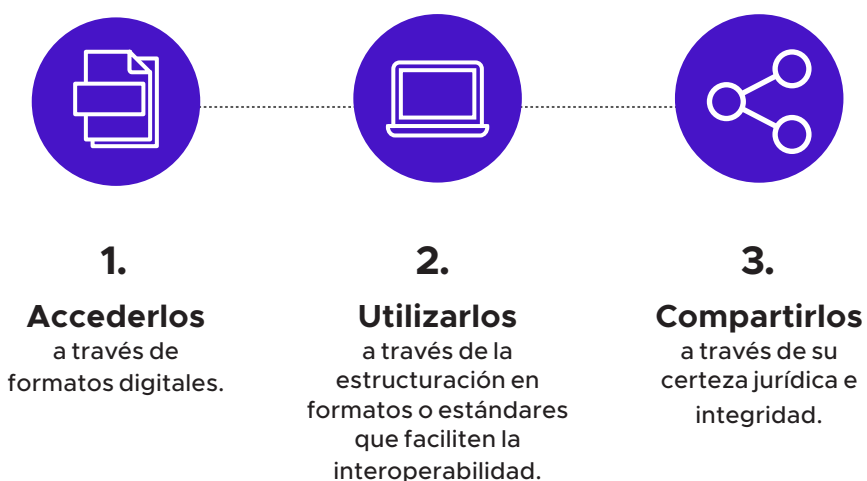 1.
Accederlos
a través de
formatos digitales.
2.
Utilizarlos
a través de la
estructuración en
formatos o estándares
que faciliten la
interoperabilidad.
3.
Compartirlos
a través de su
certeza jurídica e
integridad.